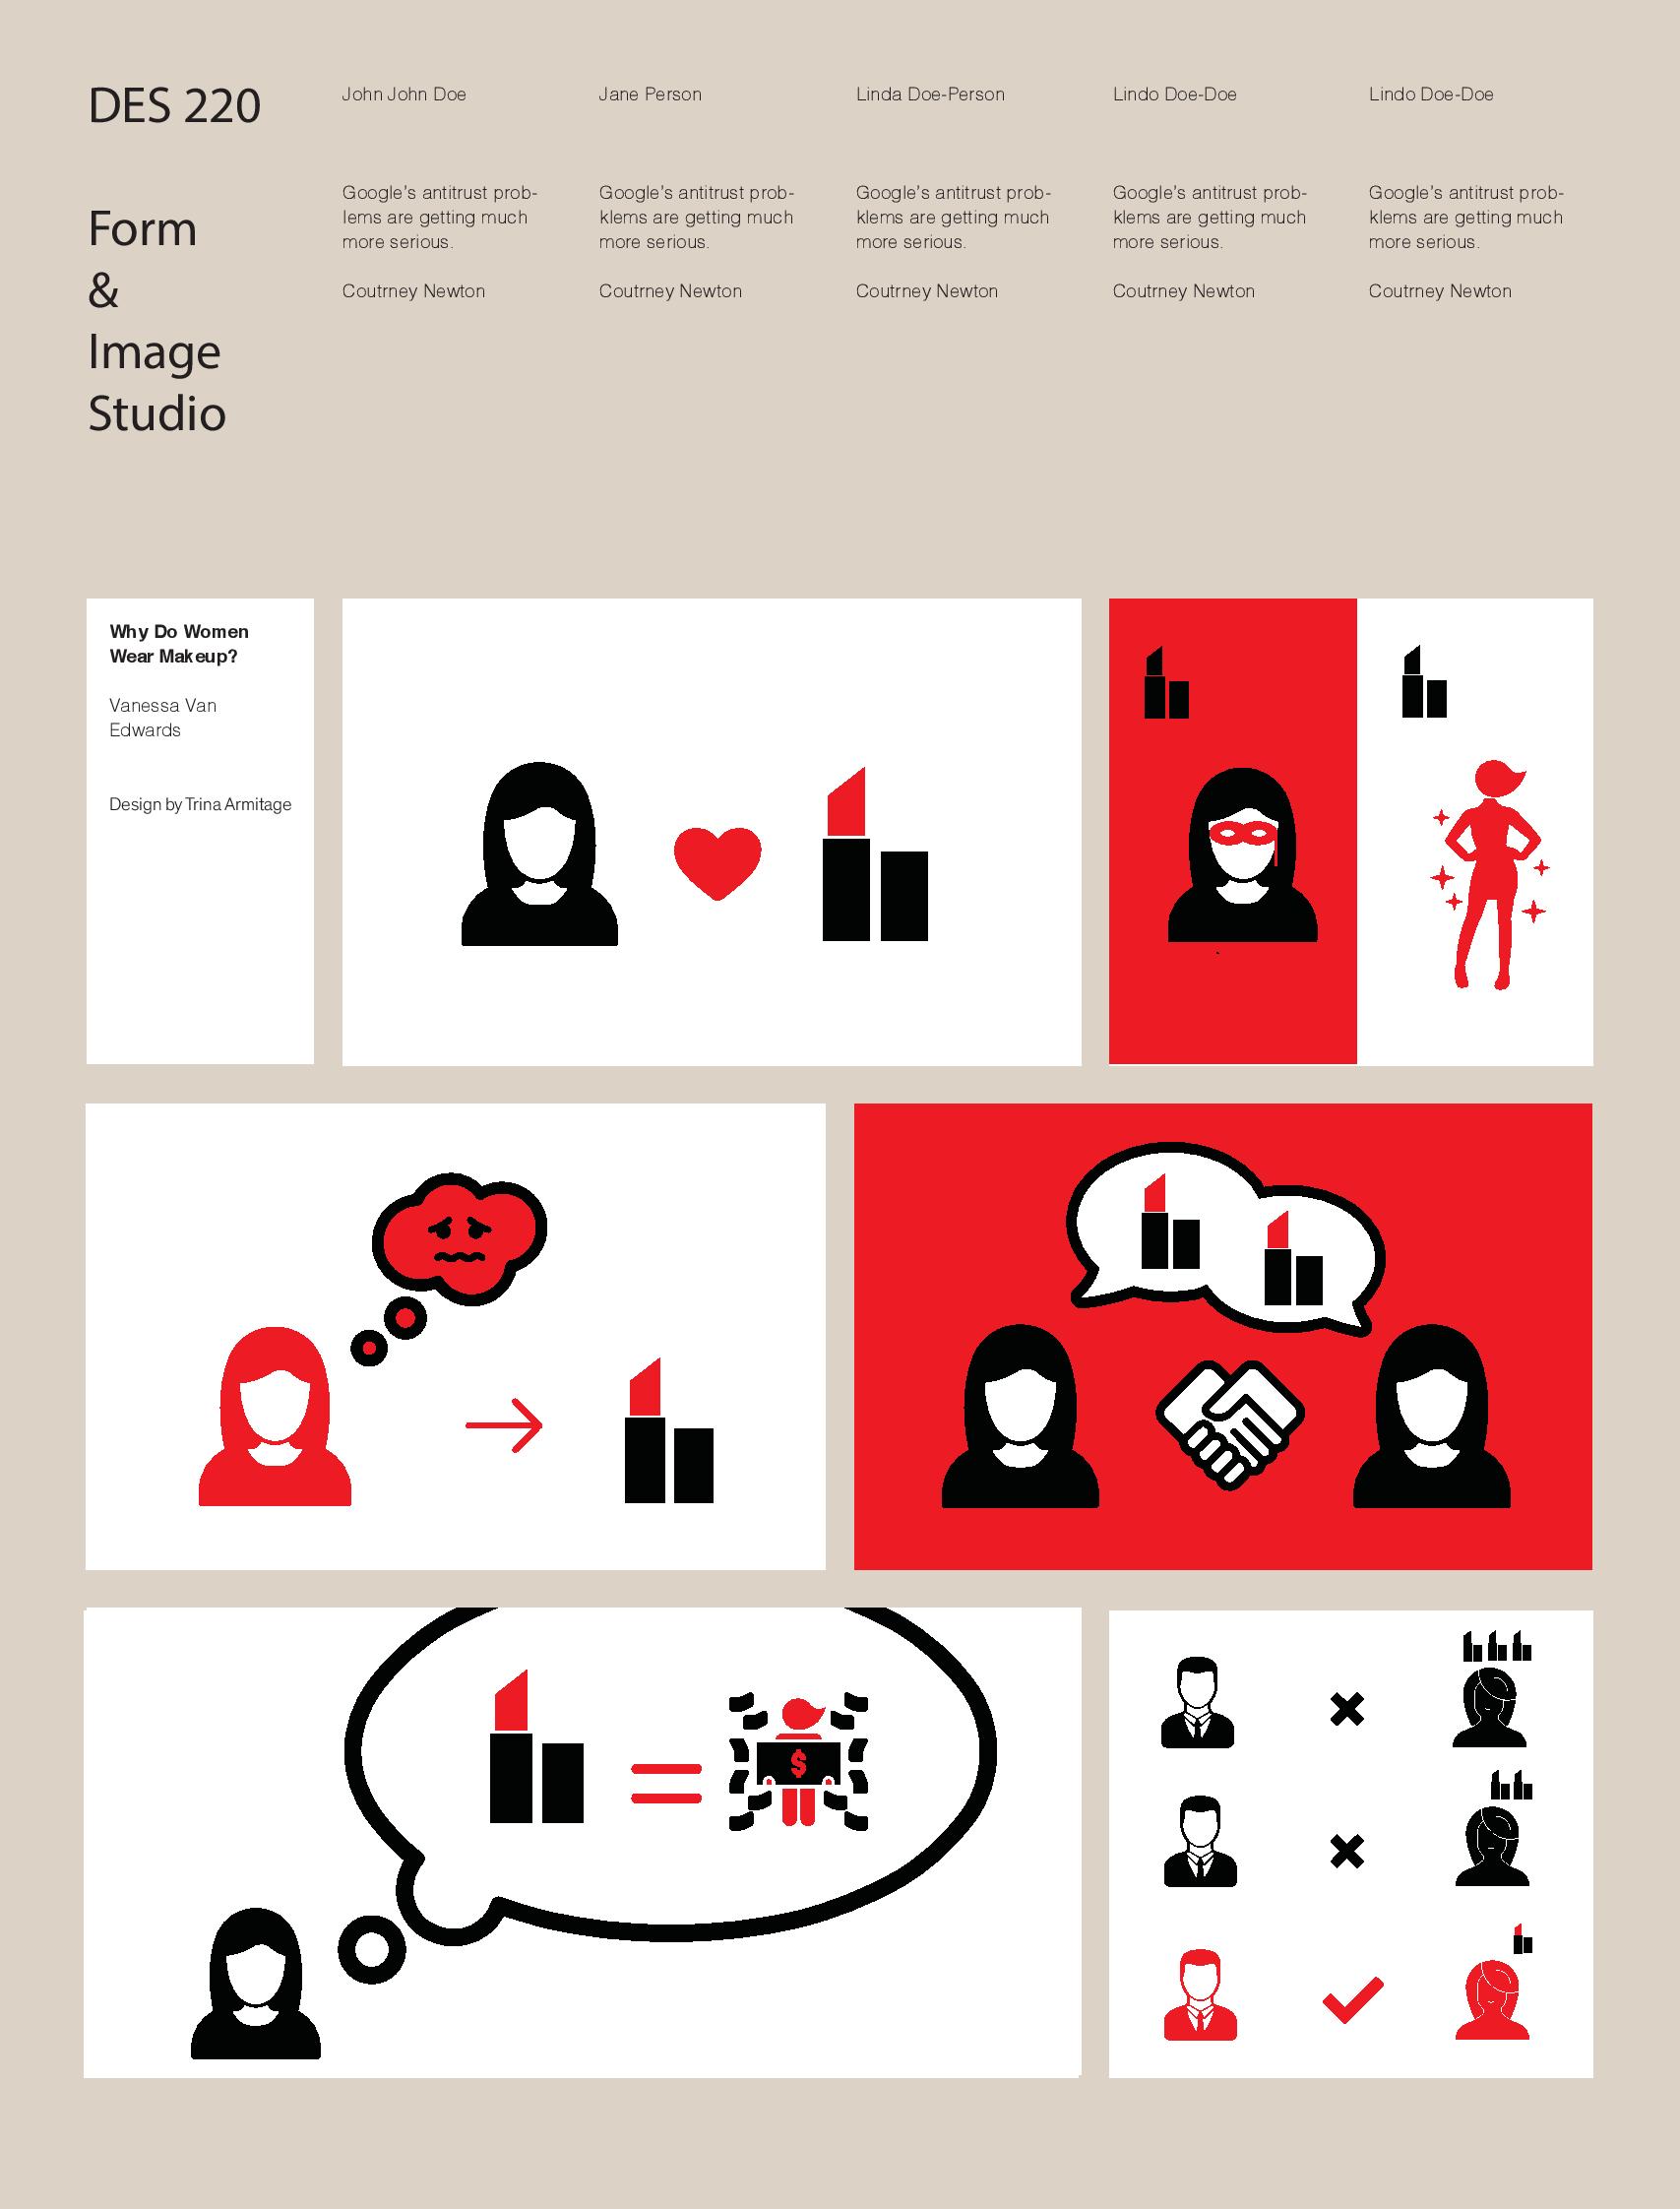 DES 220
Form
&
Image
Studio
John John Doe
Google's antitrust prob-
lems are getting much
more serious.
Coutrney Newton
Jane Person
Google's antitrust prob-
klems are getting much
more serious.
Coutrney Newton
Linda Doe-Person
Google's antitrust prob-
klems are getting much
more serious.
Coutrney Newton
Lindo Doe-Doe
Google's antitrust prob-
klems are getting much
more serious.
Coutrney Newton
Lindo Doe-Doe
Google's antitrust prob-
klems are getting much
more serious.
Coutrney Newton
Why Do Women
Wear Makeup?
Vanessa Van
Edwards
Design by Trina Armitage
$